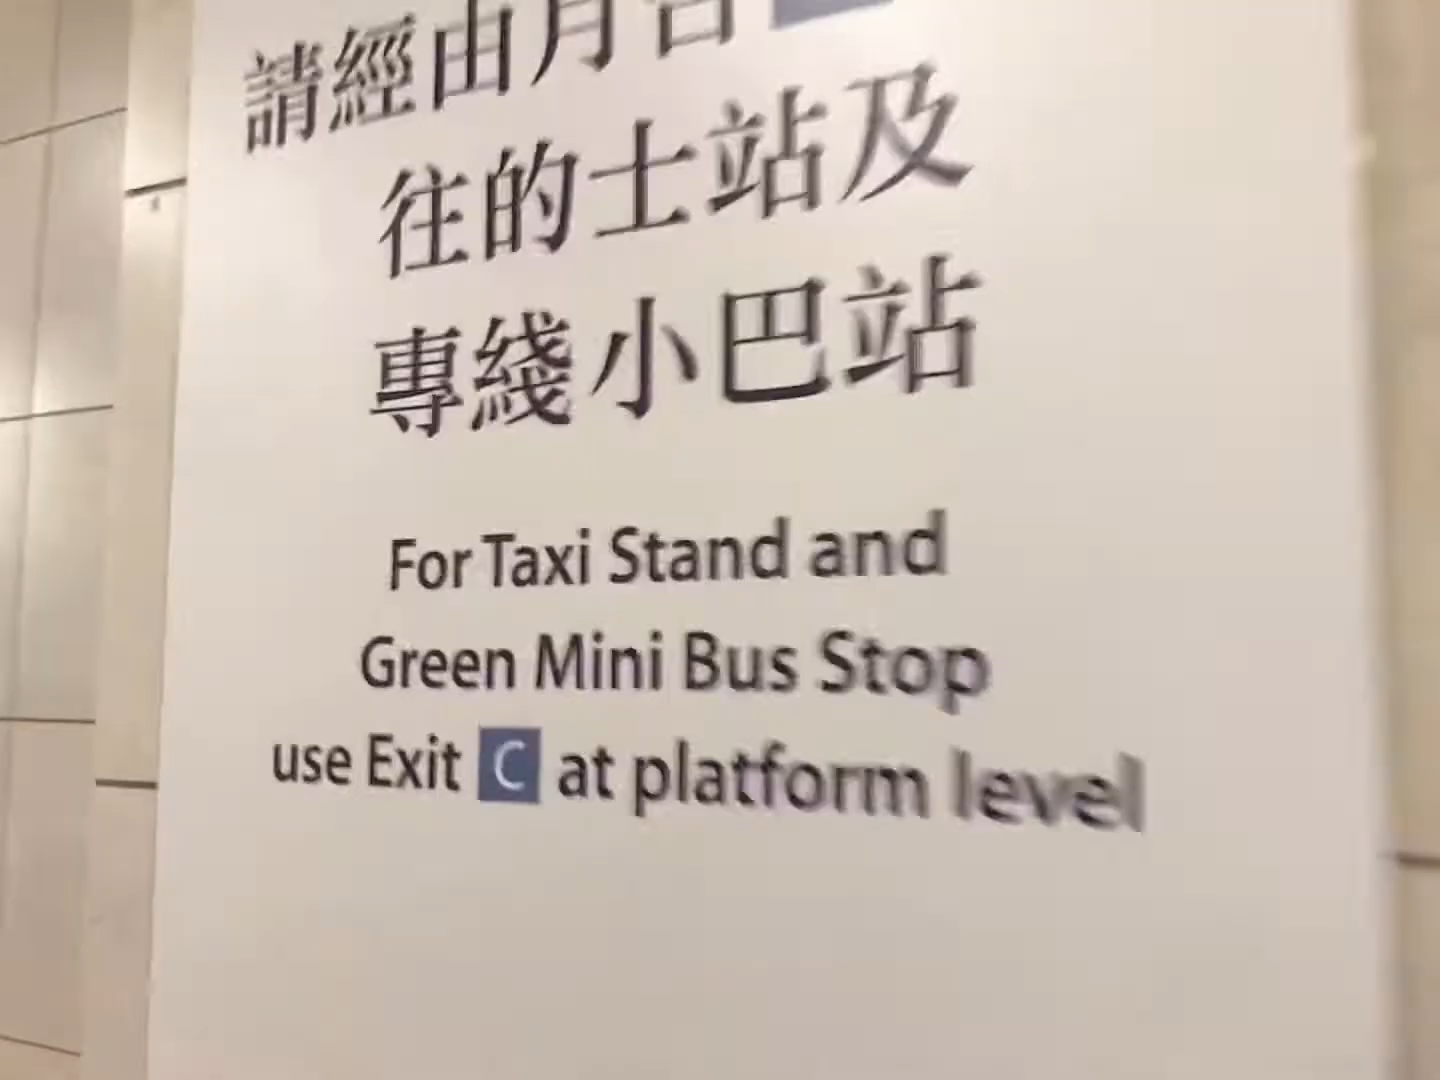 請經由月台
往的士站及
專綫小巴站
For Taxi Stand and
Green Mini Bus Stop
use Exit C at platform level